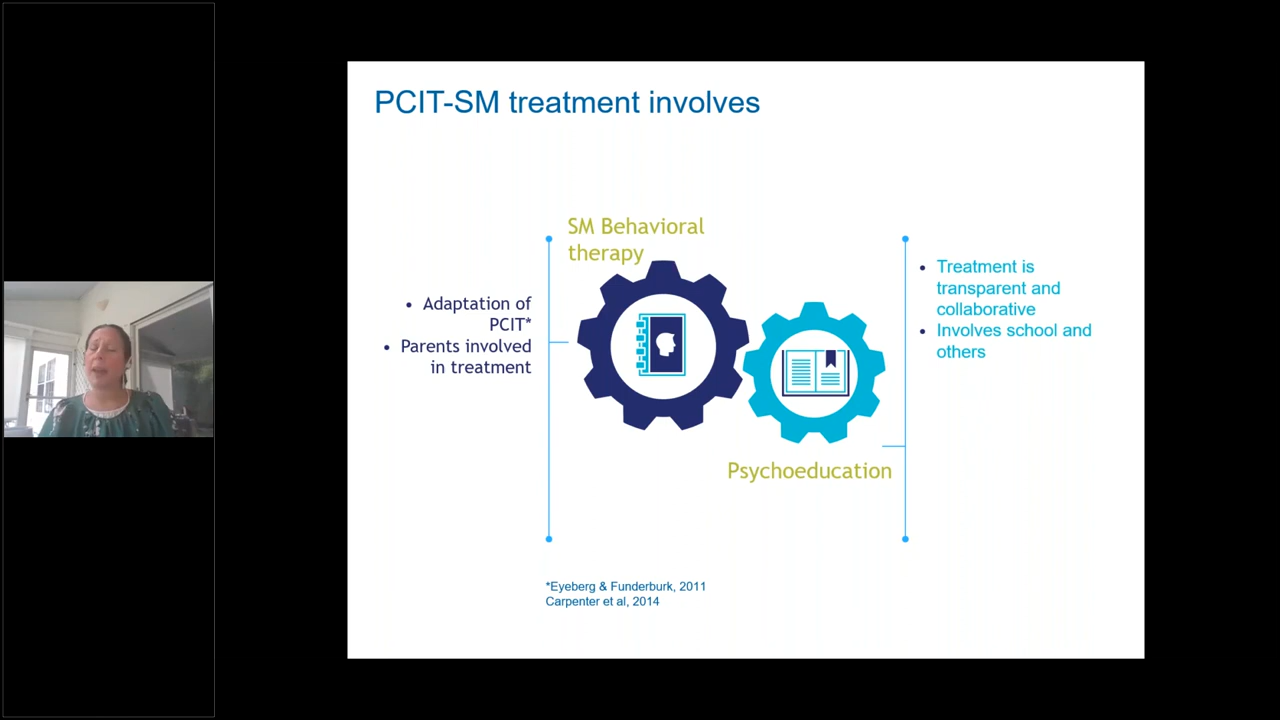 PCIT-SM treatment involves
SM Behavioral
therapy
• Adaptation of
PCIT*
• Parents involved
in treatment
• Treatment is
transparent and
collaborative
• Involves school and
others
Psychoeducation
*Eyeberg & Funderburk, 2011
Carpenter et al, 2014